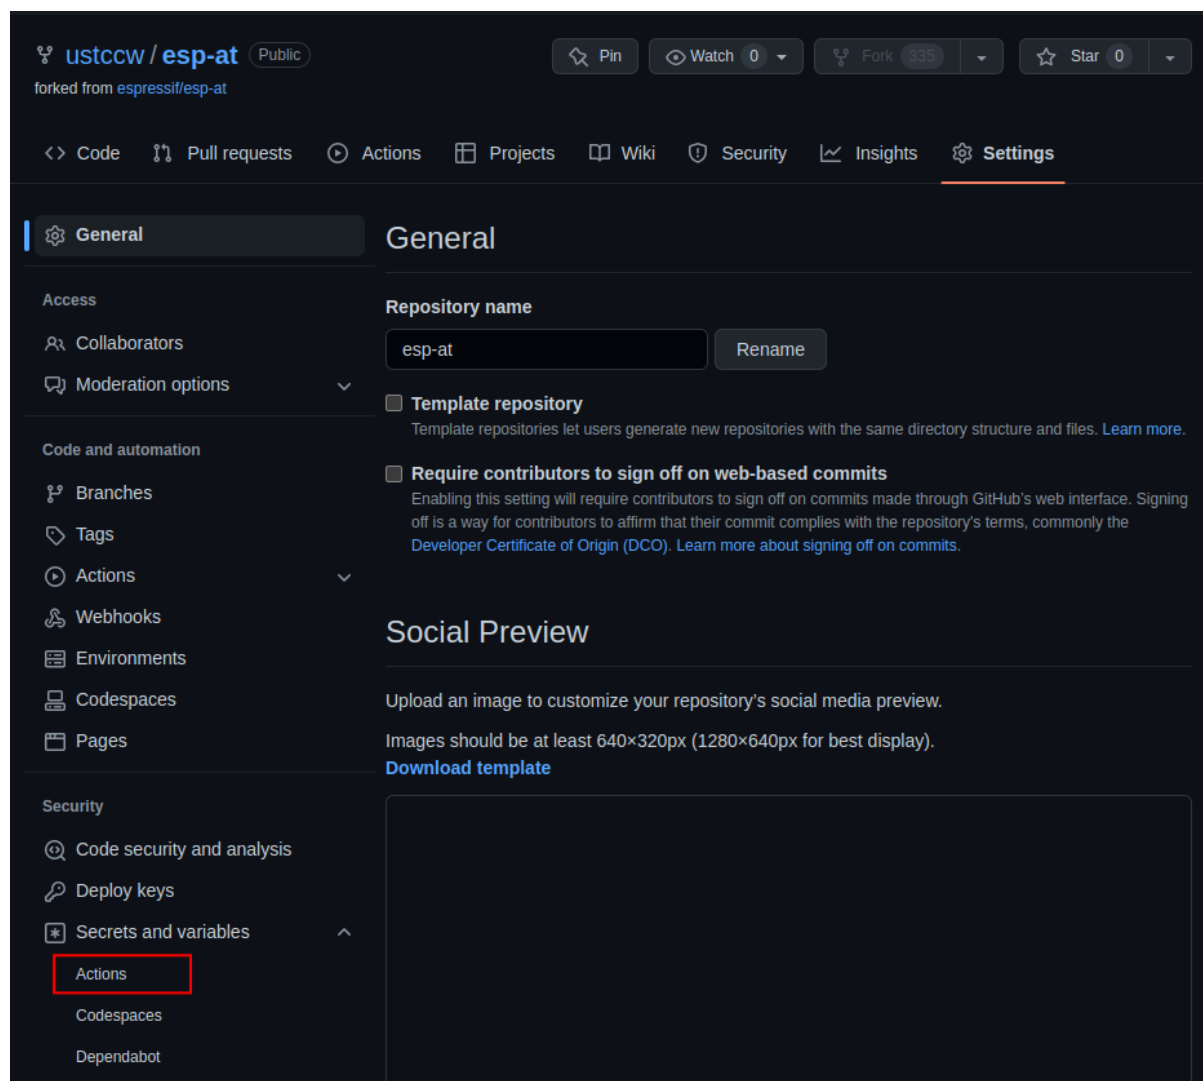 ustccw / esp-at Public
Pin
Watch 0
Fork 335
Star 0
forked from espressif/esp-at
Code
Pull requests
Actions
Projects
Wiki
Security
Insights
Settings
General
Access
Collaborators
Moderation options
Code and automation
Branches
Tags
Actions
Webhooks
Environments
Codespaces
Pages
Security
Code security and analysis
Deploy keys
Secrets and variables
Actions
Codespaces
Dependabot
General
Repository name
esp-at
Rename
Template repository
Template repositories let users generate new repositories with the same directory structure and files. Learn more.
Require contributors to sign off on web-based commits
Enabling this setting will require contributors to sign off on commits made through GitHub's web interface. Signing
off is a way for contributors to affirm that their commit complies with the repository's terms, commonly the
Developer Certificate of Origin (DCO). Learn more about signing off on commits.
Social Preview
Upload an image to customize your repository's social media preview.
Images should be at least 640×320px (1280×640px for best display).
Download template